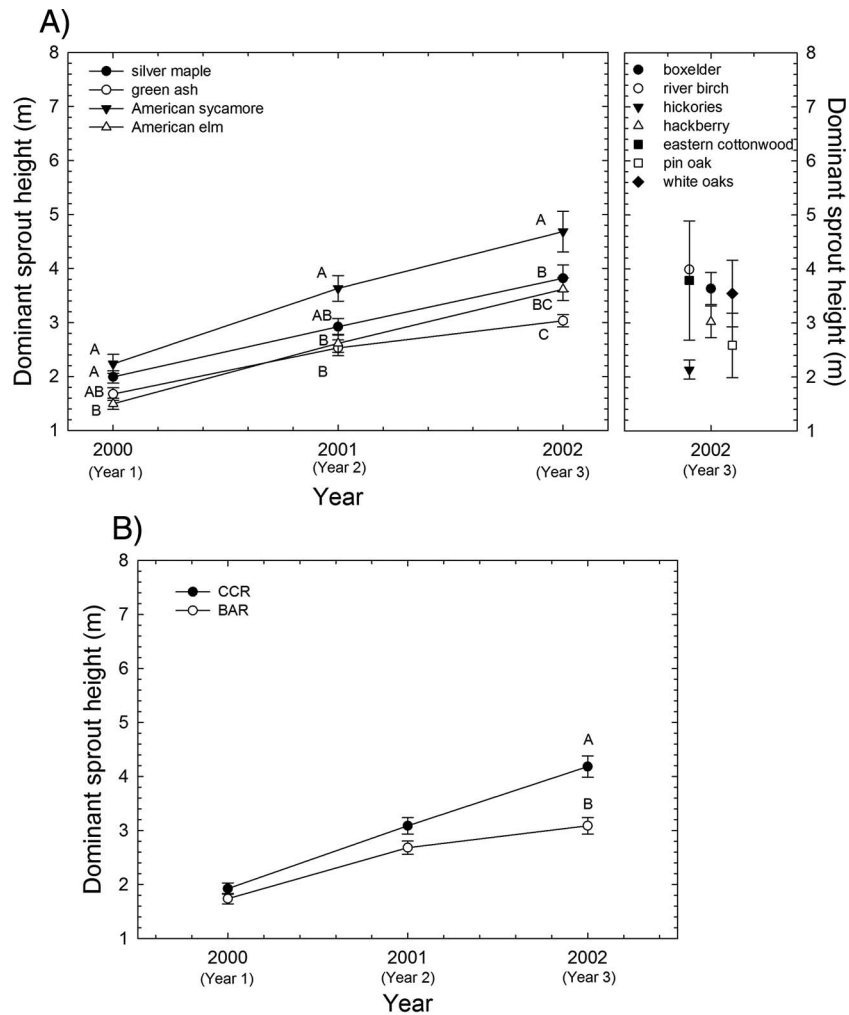 A)
Dominant sprout height (m)
8
7
6
5
4
3
2
1
silver maple
green ash
American sycamore
American elm
A
A
AB
B
A
AB
B
B
A
B
BC
C
2000
(Year 1)
2001
(Year 2)
2002
(Year 3)
Year
boxelder
river birch
hickories
hackberry
eastern cottonwood
pin oak
white oaks
2002
(Year 3)
8
7
6
5
4
3
2
1
Dominant sprout height (m)
B)
Dominant sprout height (m)
8
7
6
5
4
3
2
1
CCR
BAR
A
B
2000
(Year 1)
2001
(Year 2)
2002
(Year 3)
Year